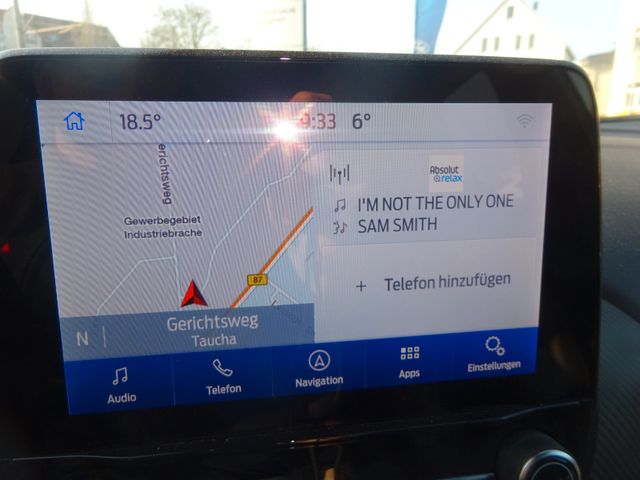 18.5° 9:33 6°
erichtsweg
Gewerbegebiet
Industriebrache
87
N
Gerichtsweg
Taucha
Absolut
relax
I'M NOT THE ONLY ONE
SAM SMITH
+ Telefon hinzufügen
Audio
Telefon
Navigation
Apps
Einstellungen